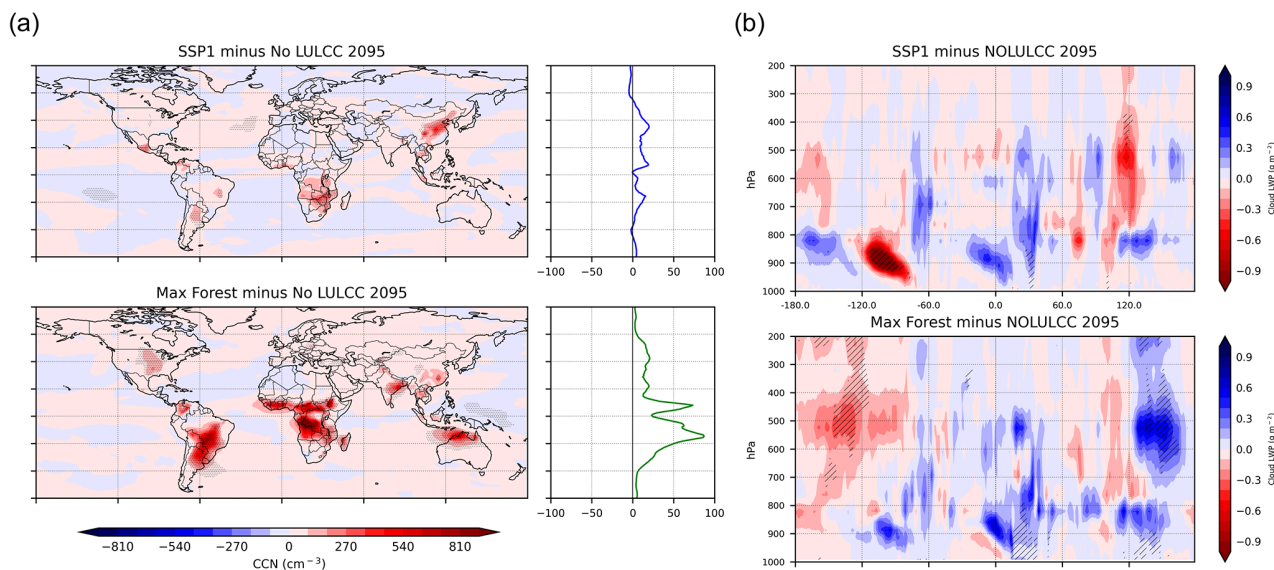 (a)
SSP1 minus No LULCC 2095
−100 −50 0 50 100
Max Forest minus No LULCC 2095
−100 −50 0 50 100
−810 −540 −270 0 270 540 810
CCN (cm⁻³)
(b)
SSP1 minus NOLULCC 2095
200
300
400
500
600
700
800
900
1000
hPa
-180.0 -120.0 -60.0 0.0 60.0 120.0
0.9
0.6
0.3
0.0
−0.3
−0.6
−0.9
Cloud LWP (g m⁻²)
Max Forest minus NOLULCC 2095
200
300
400
500
600
700
800
900
1000
hPa
0.9
0.6
0.3
0.0
−0.3
−0.6
−0.9
Cloud LWP (g m⁻²)